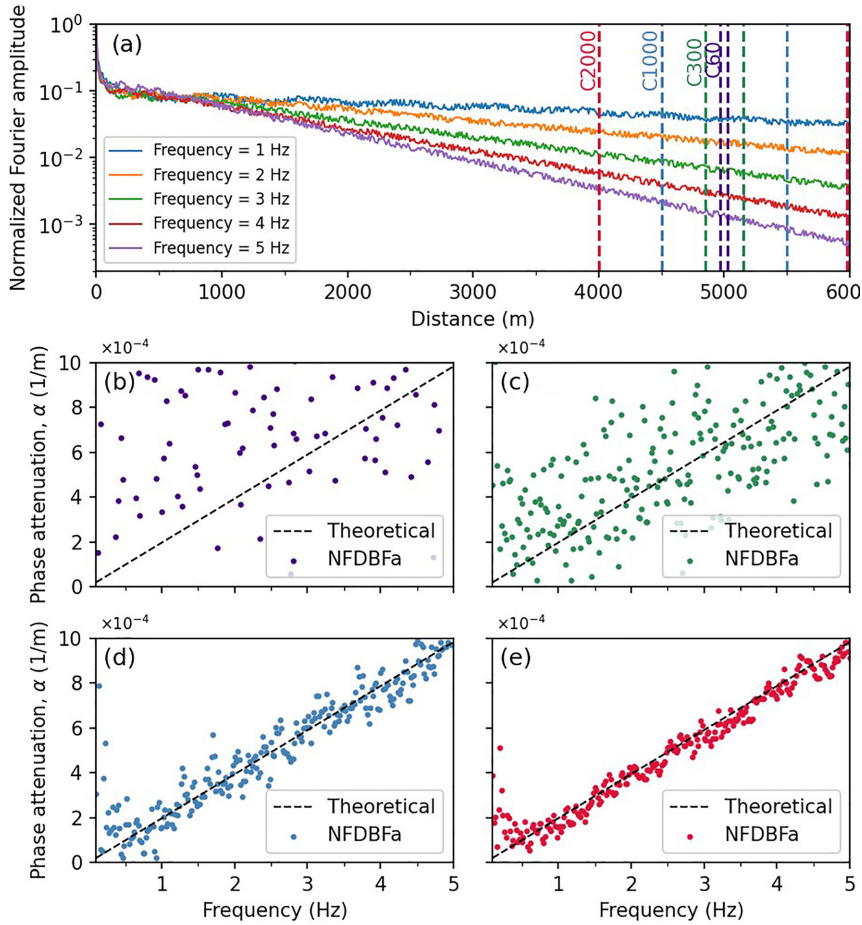 (a)
Normalized Fourier amplitude
10⁰
10⁻¹
10⁻²
10⁻³
C2000
C1000
C300
C60
Frequency = 1 Hz
Frequency = 2 Hz
Frequency = 3 Hz
Frequency = 4 Hz
Frequency = 5 Hz
0 1000 2000 3000 4000 5000 600
Distance (m)
×10⁻⁴
(b)
Phase attenuation, α (1/m)
10
8
6
4
2
0
Theoretical
NFDBFa
×10⁻⁴
(c)
Theoretical
NFDBFa
×10⁻⁴
(d)
Phase attenuation, α (1/m)
10
8
6
4
2
0
Theoretical
NFDBFa
1 2 3 4 5
Frequency (Hz)
×10⁻⁴
(e)
Theoretical
NFDBFa
1 2 3 4 5
Frequency (Hz)